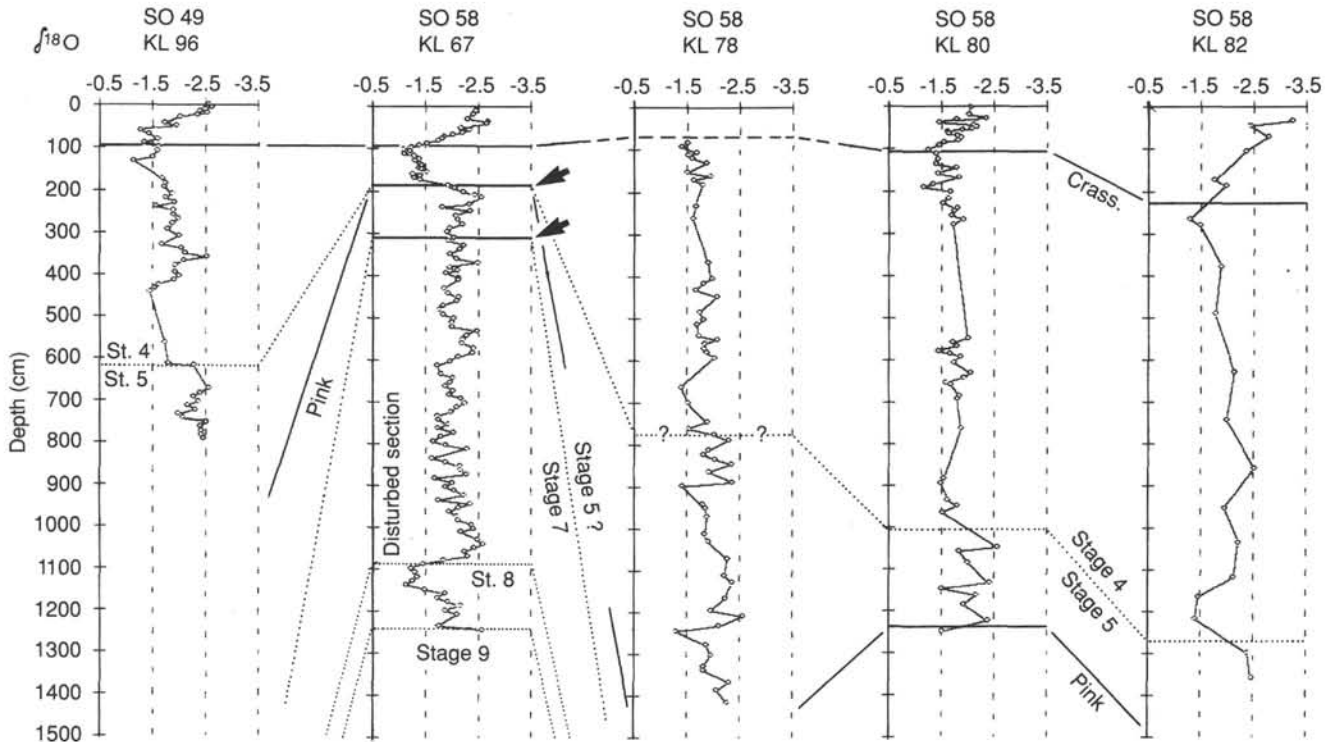 SO 49
KL 96
SO 58
KL 67
SO 58
KL 78
SO 58
KL 80
SO 58
KL 82
δ18O
-0.5 -1.5 -2.5 -3.5
-0.5 -1.5 -2.5 -3.5
-0.5 -1.5 -2.5 -3.5
-0.5 -1.5 -2.5 -3.5
-0.5 -1.5 -2.5 -3.5
Depth (cm)
0
100
200
300
400
500
600
700
800
900
1000
1100
1200
1300
1400
1500
St. 4
St. 5
Pink
Disturbed section
St. 8
Stage 9
Stage 7
Stage 5 ?
? ?
Crass.
Stage 4
Stage 5
Pink